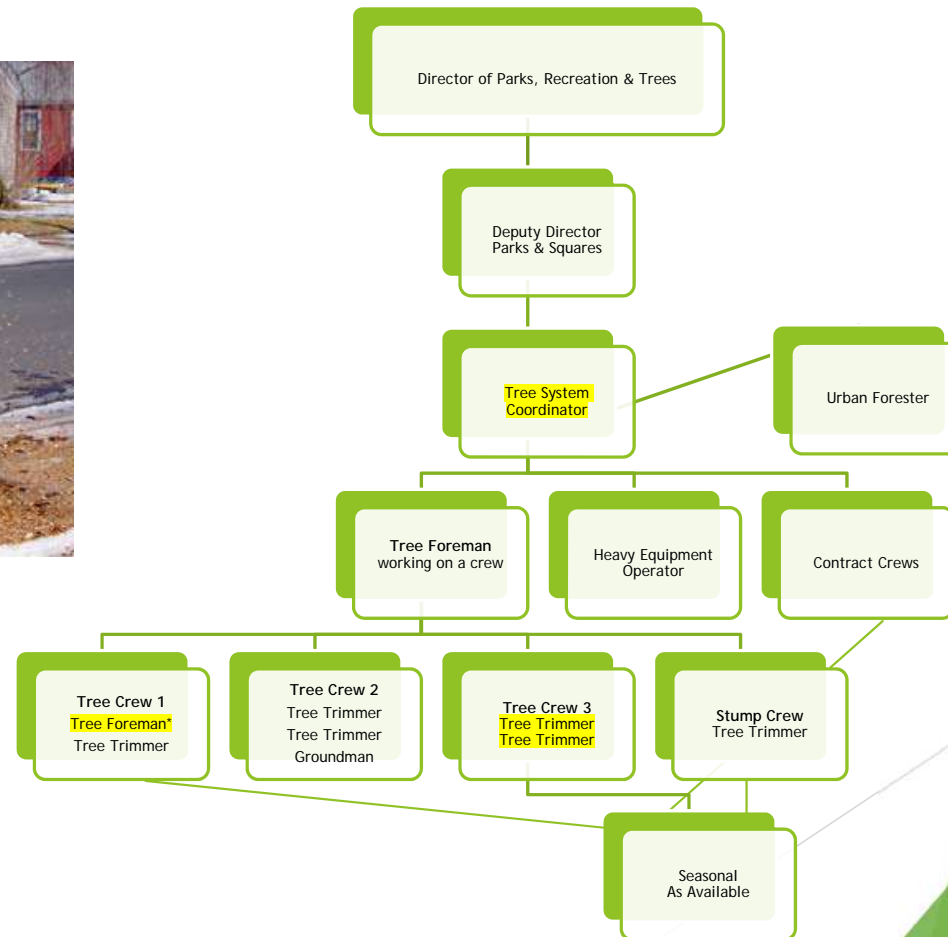 Director of Parks, Recreation & Trees
Deputy Director
Parks & Squares
Tree System
Coordinator
Urban Forester
Tree Foreman
working on a crew
Heavy Equipment
Operator
Contract Crews
Tree Crew 1
Tree Foreman*
Tree Trimmer
Tree Crew 2
Tree Trimmer
Tree Trimmer
Groundman
Tree Crew 3
Tree Trimmer
Tree Trimmer
Stump Crew
Tree Trimmer
Seasonal
As Available